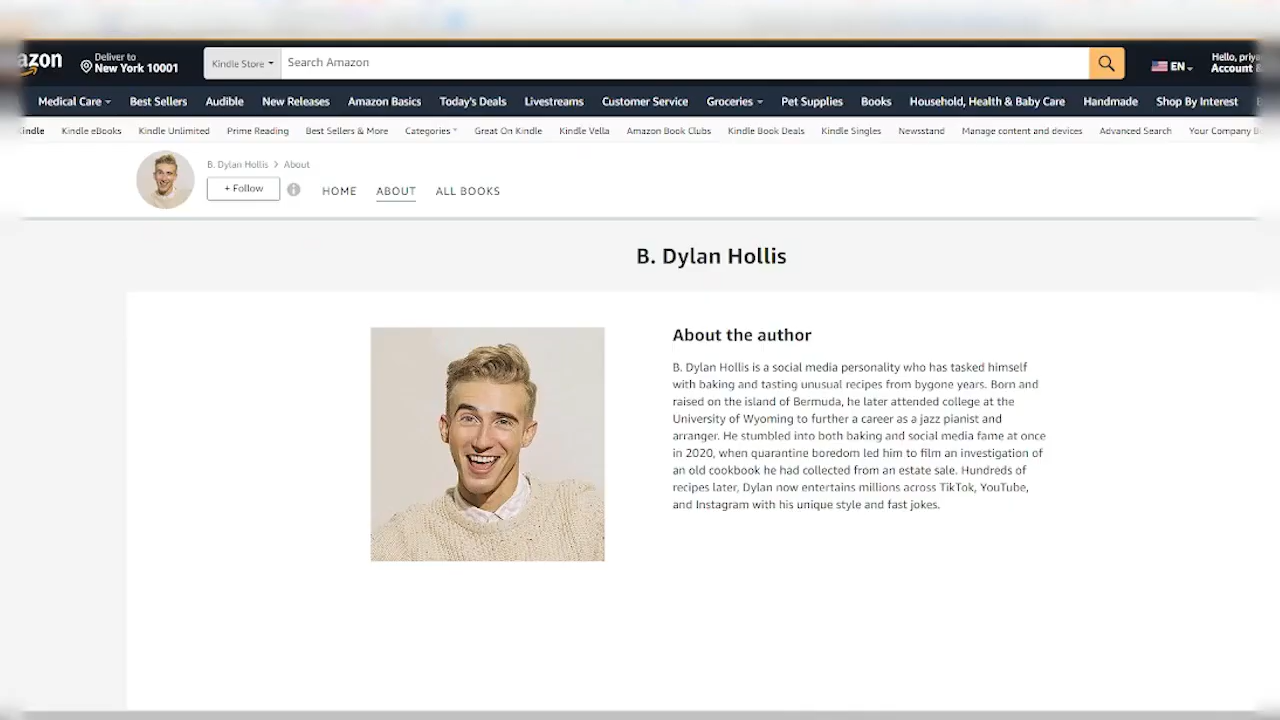 azon
Deliver to
New York 10001
Kindle Store
Search Amazon
EN
Hello, priya
Account &
Medical Care
Best Sellers
Audible
New Releases
Amazon Basics
Today's Deals
Livestreams
Customer Service
Groceries
Pet Supplies
Books
Household, Health & Baby Care
Handmade
Shop By Interest
indle
Kindle eBooks
Kindle Unlimited
Prime Reading
Best Sellers & More
Categories
Great On Kindle
Kindle Vella
Amazon Book Clubs
Kindle Book Deals
Kindle Singles
Newsstand
Manage content and devices
Advanced Search
Your Company
B. Dylan Hollis > About
+ Follow
HOME
ABOUT
ALL BOOKS
B. Dylan Hollis
About the author
B. Dylan Hollis is a social media personality who has tasked himself
with baking and tasting unusual recipes from bygone years. Born and
raised on the island of Bermuda, he later attended college at the
University of Wyoming to further a career as a jazz pianist and
arranger. He stumbled into both baking and social media fame at once
in 2020, when quarantine boredom led him to film an investigation of
an old cookbook he had collected from an estate sale. Hundreds of
recipes later, Dylan now entertains millions across TikTok, YouTube,
and Instagram with his unique style and fast jokes.